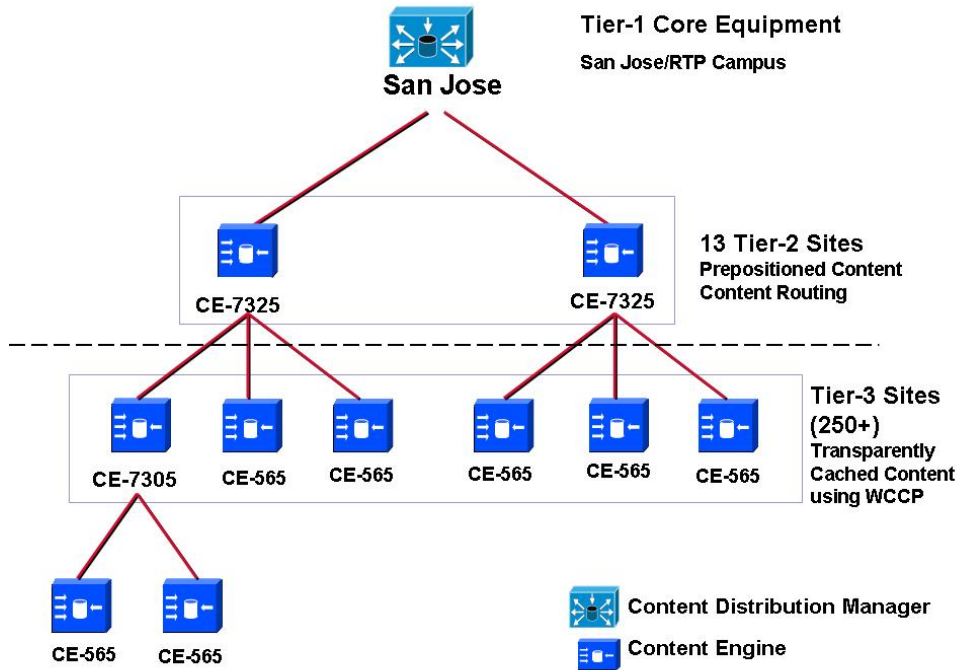 Tier-1 Core Equipment
San Jose/RTP Campus
San Jose
13 Tier-2 Sites
Prepositioned Content
Content Routing
CE-7325
CE-7325
Tier-3 Sites
(250+)
Transparently
Cached Content
using WCCP
CE-7305
CE-565
CE-565
CE-565
CE-565
CE-565
CE-565
CE-565
Content Distribution Manager
Content Engine